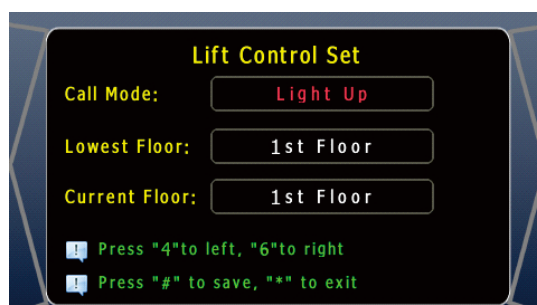 Lift Control Set
Call Mode: Light Up
Lowest Floor: 1st Floor
Current Floor: 1st Floor
Press "4"to left, "6"to right
Press "#" to save, "*" to exit